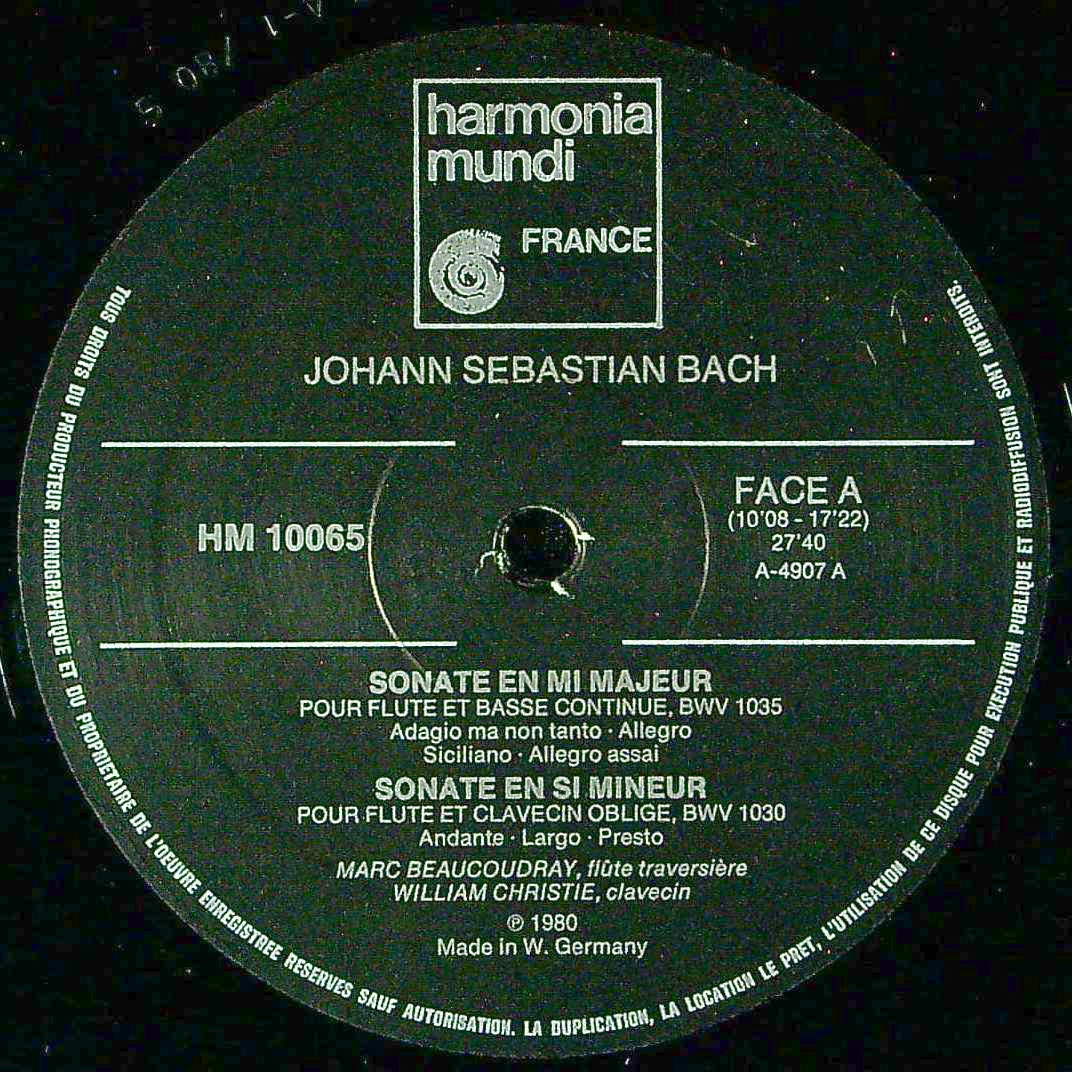 harmonia
mundi
FRANCE
JOHANN SEBASTIAN BACH
HM 10065
FACE A
(10'08 - 17'22)
27'40
A-4907 A
SONATE EN MI MAJEUR
POUR FLUTE ET BASSE CONTINUE, BWV 1035
Adagio ma non tanto · Allegro
Siciliano · Allegro assai
SONATE EN SI MINEUR
POUR FLUTE ET CLAVECIN OBLIGE, BWV 1030
Andante · Largo · Presto
MARC BEAUCOUDRAY, flûte traversière
WILLIAM CHRISTIE, clavecin
℗ 1980
Made in W. Germany
TOUS DROITS DU PRODUCTEUR PHONOGRAPHIQUE ET DU PROPRIETAIRE DE L'OEUVRE ENREGISTREE RESERVES SAUF AUTORISATION. LA DUPLICATION, LA LOCATION LE PRET, L'UTILISATION DE CE DISQUE POUR EXECUTION PUBLIQUE ET RADIODIFFUSION SONT INTERDITS.